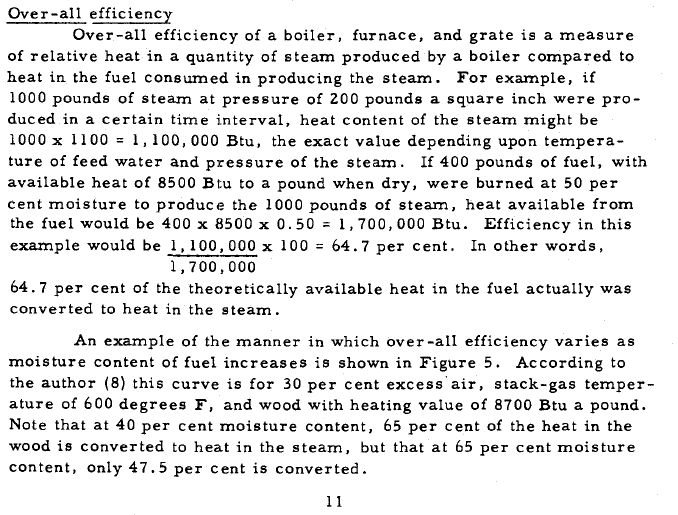 Over-all efficiency
Over-all efficiency of a boiler, furnace, and grate is a measure
of relative heat in a quantity of steam produced by a boiler compared to
heat in the fuel consumed in producing the steam. For example, if
1000 pounds of steam at pressure of 200 pounds a square inch were pro-
duced in a certain time interval, heat content of the steam might be
1000 x 1100 = 1,100,000 Btu, the exact value depending upon tempera-
ture of feed water and pressure of the steam. If 400 pounds of fuel, with
available heat of 8500 Btu to a pound when dry, were burned at 50 per
cent moisture to produce the 1000 pounds of steam, heat available from
the fuel would be 400 x 8500 x 0.50 = 1,700,000 Btu. Efficiency in this
example would be 1,100,000 x 100 = 64.7 per cent. In other words,
1,700,000
64.7 per cent of the theoretically available heat in the fuel actually was
converted to heat in the steam.
An example of the manner in which over-all efficiency varies as
moisture content of fuel increases is shown in Figure 5. According to
the author (8) this curve is for 30 per cent excess air, stack-gas temper-
ature of 600 degrees F, and wood with heating value of 8700 Btu a pound.
Note that at 40 per cent moisture content, 65 per cent of the heat in the
wood is converted to heat in the steam, but that at 65 per cent moisture
content, only 47.5 per cent is converted.
11